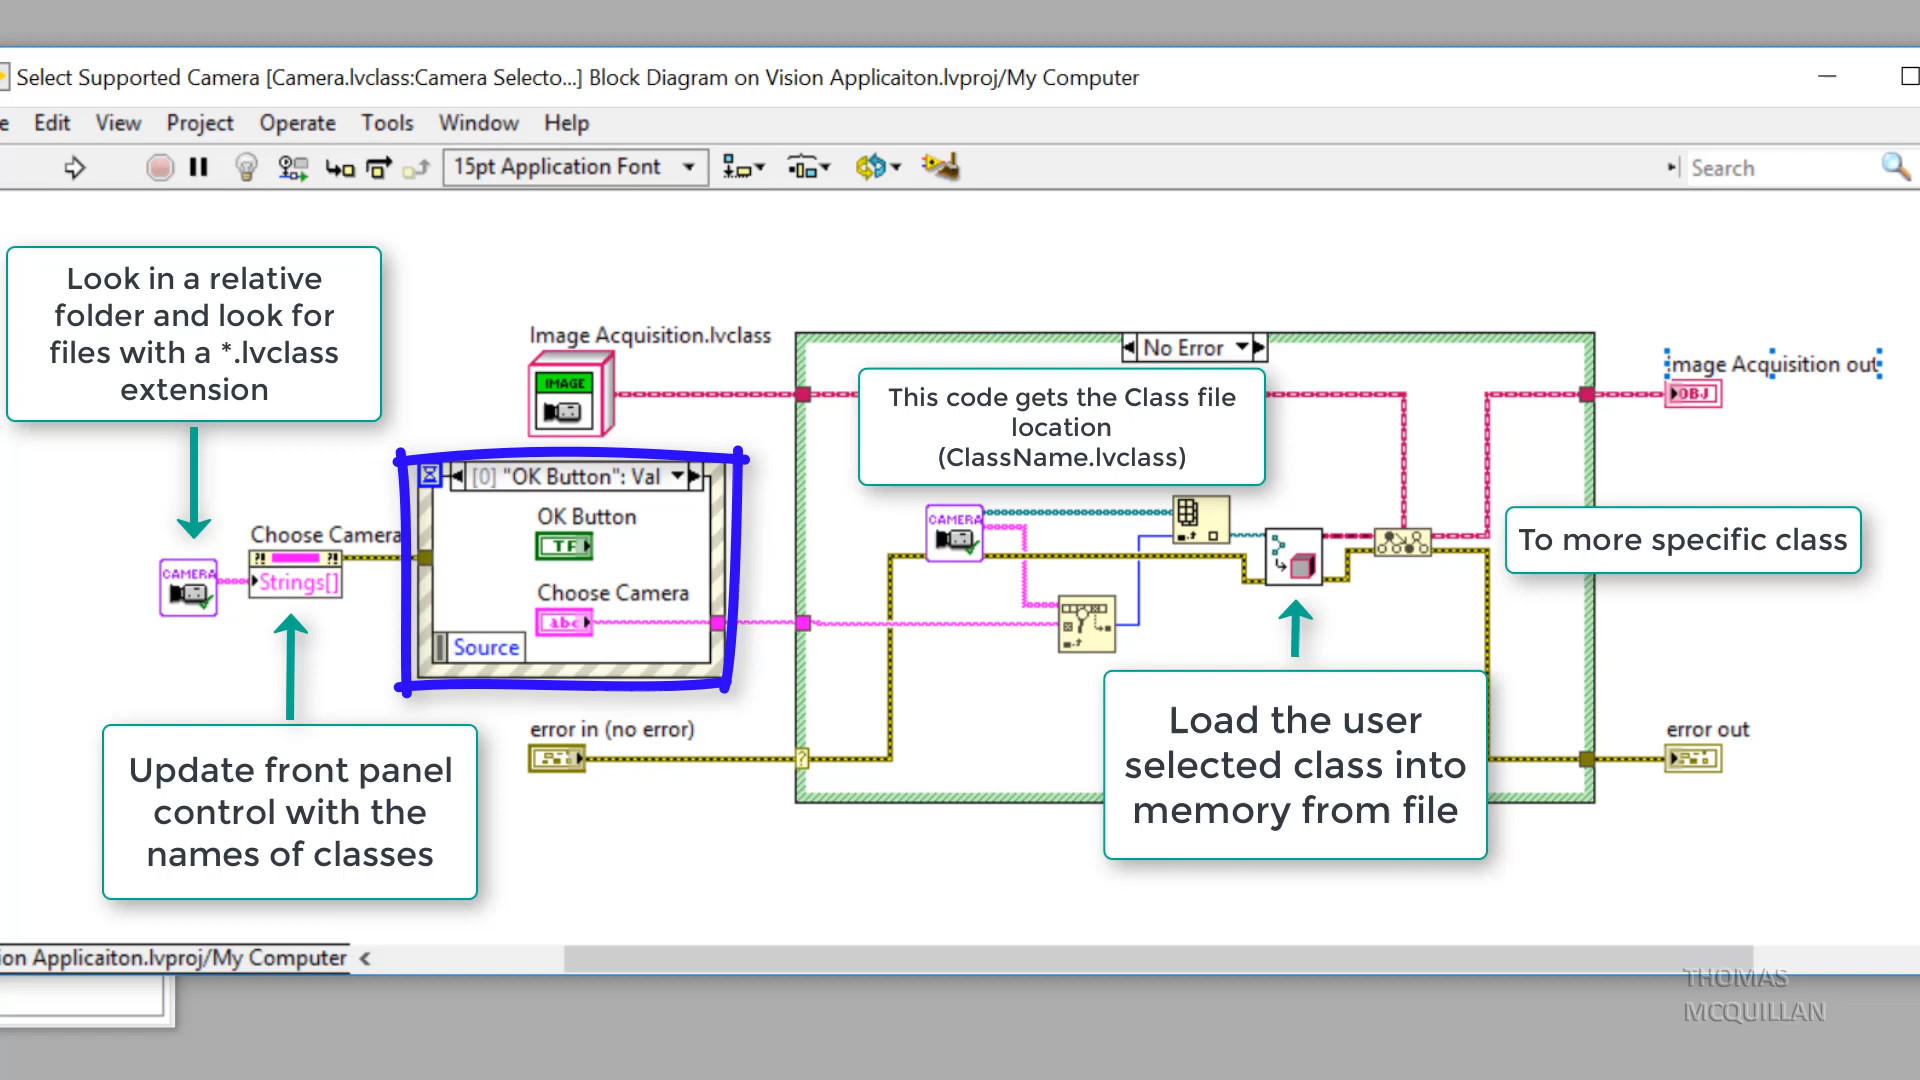 Select Supported Camera [Camera.lvclass:Camera Selecto...] Block Diagram on Vision Applicaiton.lvproj/My Computer
e Edit View Project Operate Tools Window Help
15pt Application Font
Search
Look in a relative
folder and look for
files with a *.lvclass
extension
Image Acquisition.lvclass
IMAGE
No Error
Image Acquisition out
OBJ
This code gets the Class file
location
(ClassName.lvclass)
[0] "OK Button": Val
OK Button
TF
Choose Camera
CAMERA
Strings[]
Choose Camera
abc
Source
CAMERA
To more specific class
Update front panel
control with the
names of classes
error in (no error)
?
Load the user
selected class into
memory from file
error out
ion Applicaiton.lvproj/My Computer <
THOMAS
MCQUILLAN